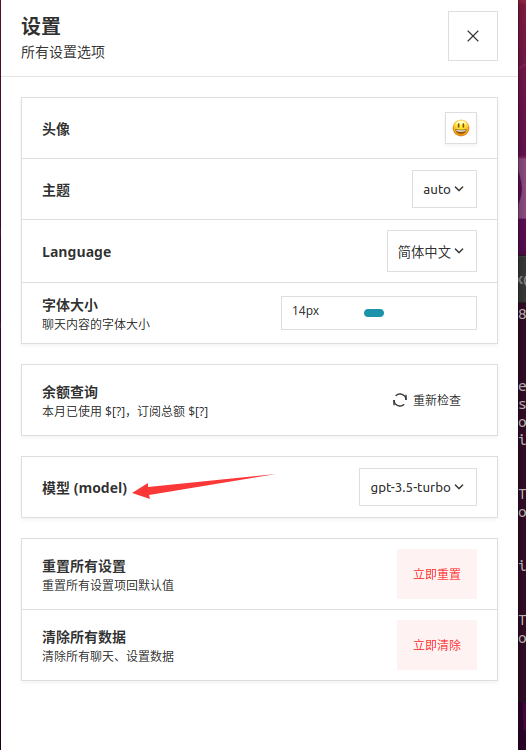 设置
所有设置选项
头像
主题
auto
Language
简体中文
字体大小
聊天内容的字体大小
14px
余额查询
本月已使用 $[?]，订阅总额 $[?]
重新检查
模型 (model)
gpt-3.5-turbo
重置所有设置
重置所有设置项回默认值
立即重置
清除所有数据
清除所有聊天、设置数据
立即清除